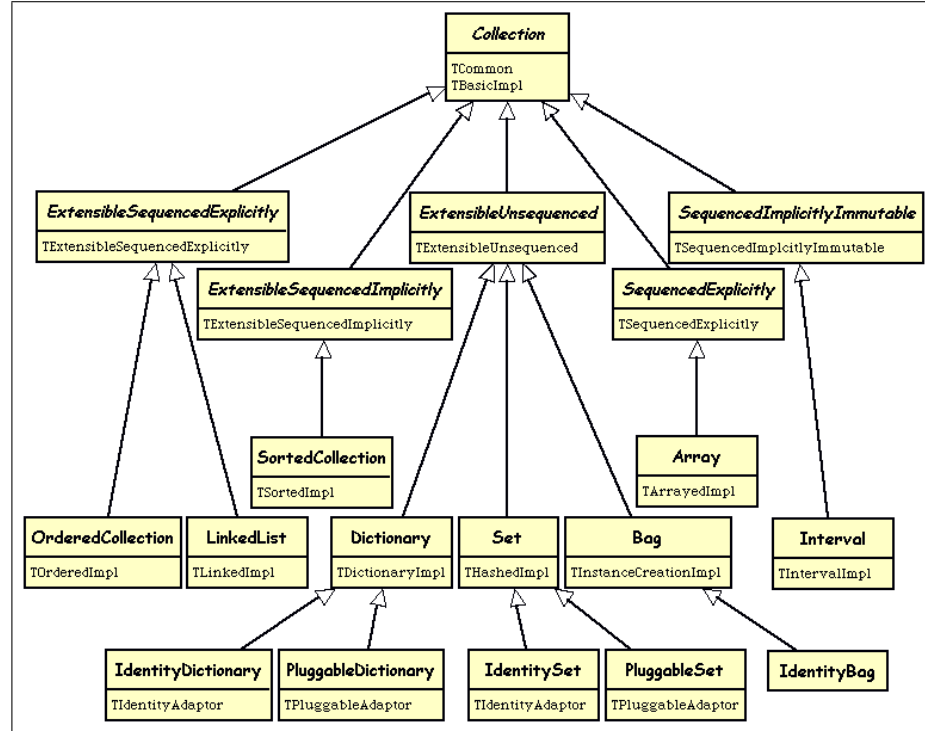 Collection
TCommon
TBasicImpl
ExtensibleSequencedExplicitly
TExtensibleSequencedExplicitly
ExtensibleUnsequenced
TExtensibleUnsequenced
SequencedImplicitlyImmutable
TSequencedImplcitlyImmutable
ExtensibleSequencedImplicitly
TExtensibleSequencedImplicitly
SequencedExplicitly
TSequencedExplicitly
SortedCollection
TSortedImpl
Array
TArrayedImpl
OrderedCollection
TOrderedImpl
LinkedList
TLinkedImpl
Dictionary
TDictionaryImpl
Set
THashedImpl
Bag
TInstanceCreationImpl
Interval
TIntervalImpl
IdentityDictionary
TIdentityAdaptor
PluggableDictionary
TPluggableAdaptor
IdentitySet
TIdentityAdaptor
PluggableSet
TPluggableAdaptor
IdentityBag